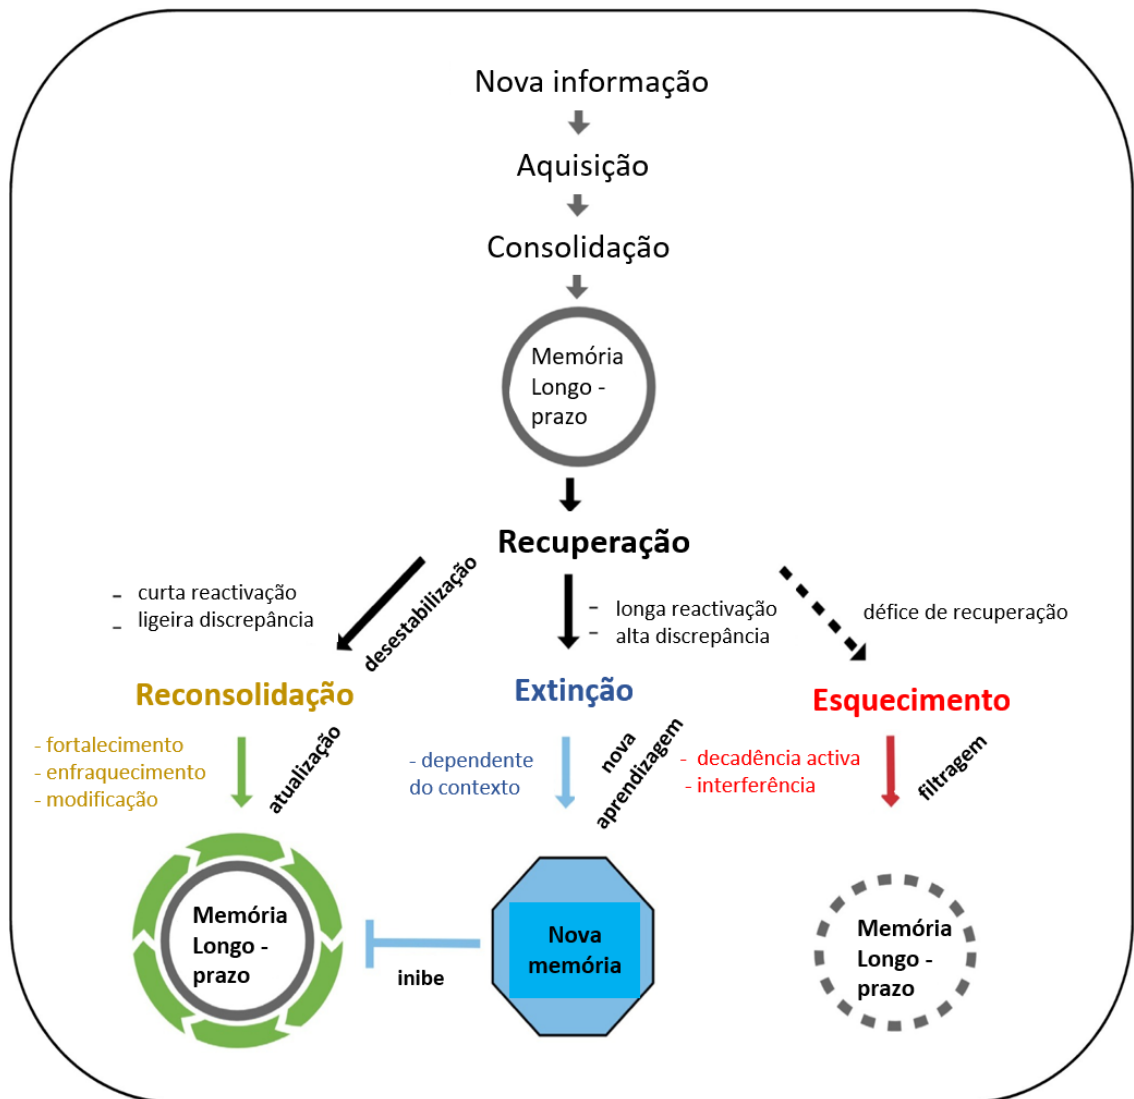 Nova informação
Aquisição
Consolidação
Memória
Longo -
prazo
Recuperação
- curta reactivação
- ligeira discrepância
desestabilização
- longa reactivação
- alta discrepância
défice de recuperação
Reconsolidação
Extinção
Esquecimento
- fortalecimento
- enfraquecimento
- modificação
atualização
- dependente
do contexto
nova
aprendizagem
- decadência activa
- interferência
filtragem
Memória
Longo -
prazo
inibe
Nova
memória
Memória
Longo -
prazo